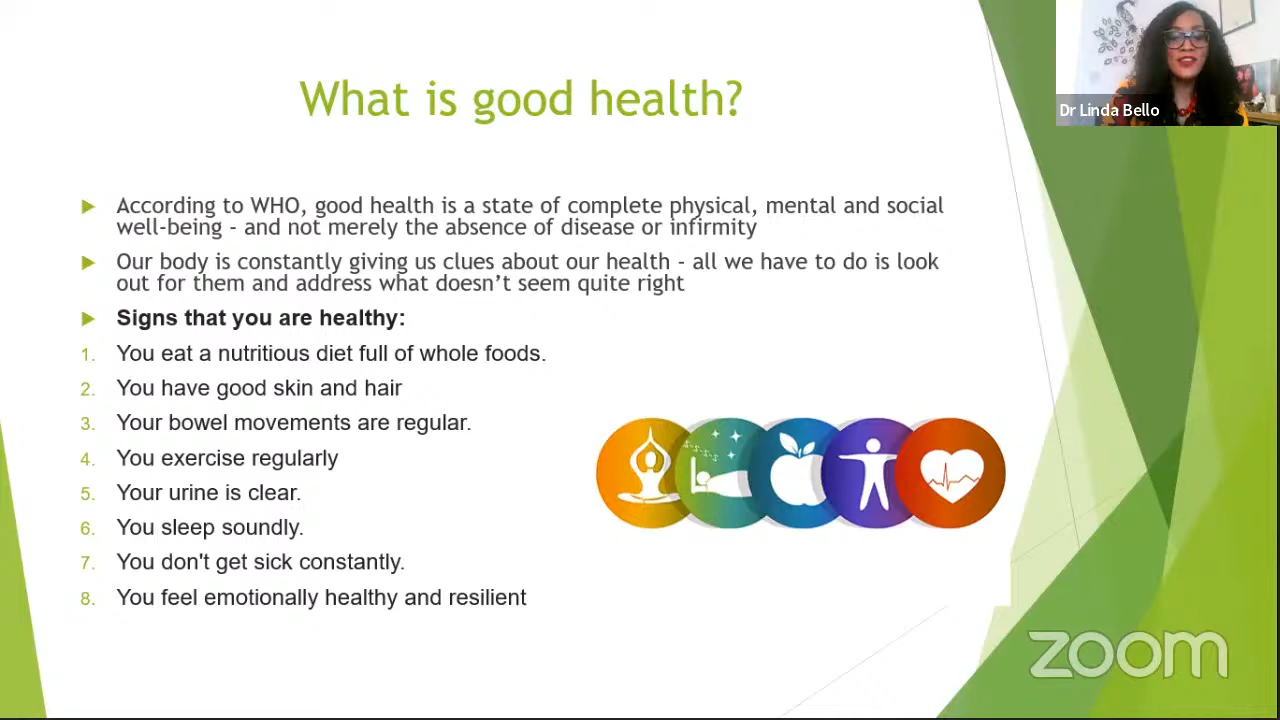 What is good health?
Dr Linda Bello
► According to WHO, good health is a state of complete physical, mental and social
well-being - and not merely the absence of disease or infirmity
► Our body is constantly giving us clues about our health - all we have to do is look
out for them and address what doesn’t seem quite right
► Signs that you are healthy:
1. You eat a nutritious diet full of whole foods.
2. You have good skin and hair
3. Your bowel movements are regular.
4. You exercise regularly
5. Your urine is clear.
6. You sleep soundly.
7. You don't get sick constantly.
8. You feel emotionally healthy and resilient
zoom